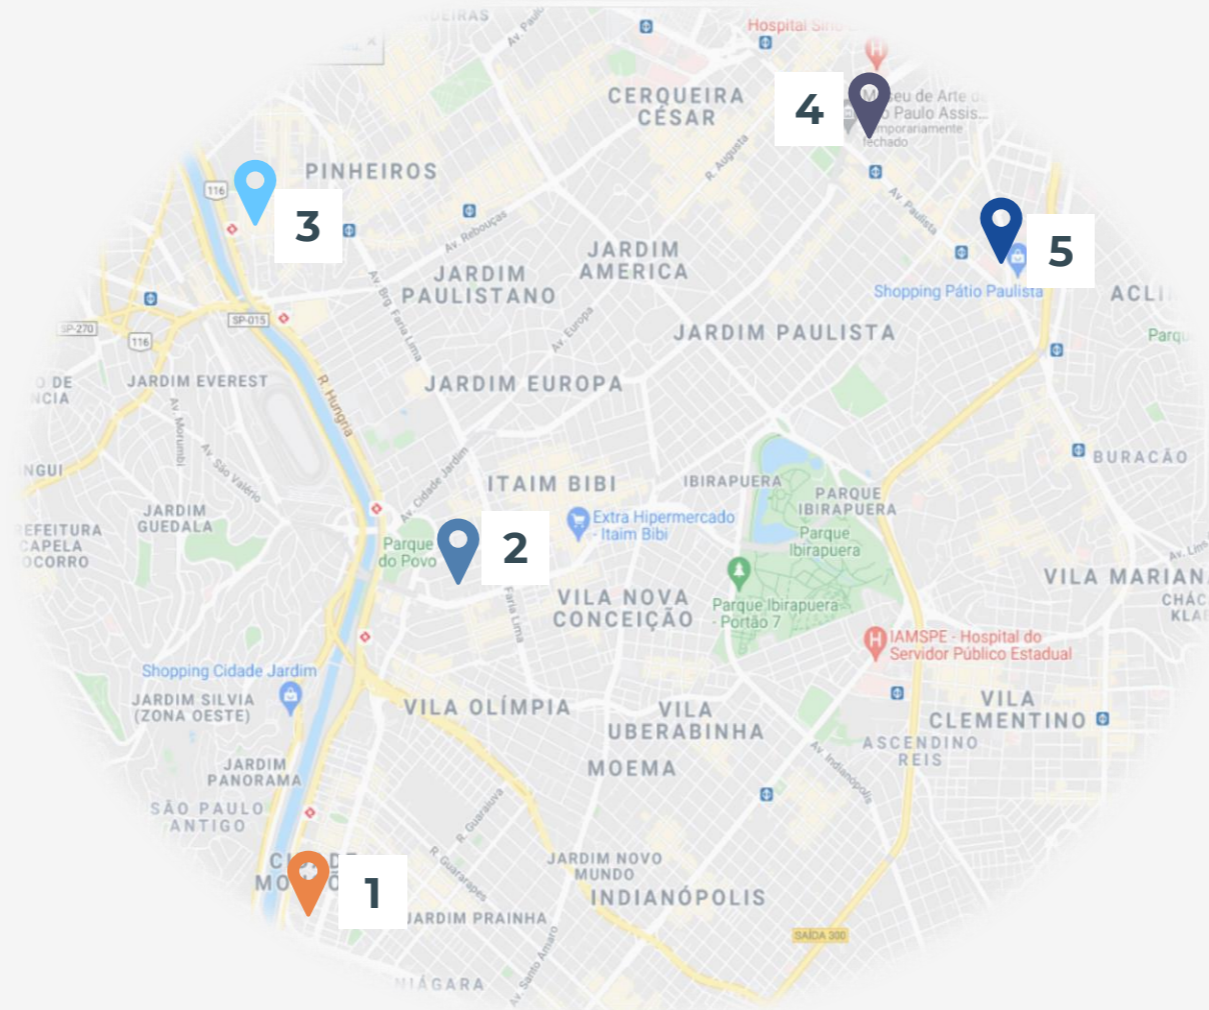 Av. Paulo
Hospital Sírio
CERQUEIRA
CÉSAR
4
Paulo Assis...
fechado
R. Augusta
PINHEIROS
116
3
Av. Rebouças
Av. Paulista
JARDIM
AMERICA
5
JARDIM
PAULISTANO
Shopping Pátio Paulista
SP-015
SP-270
116
Av. Brg. Faria Lima
Av. Europa
JARDIM PAULISTA
JARDIM EVEREST
JARDIM EUROPA
R. Hungria
Av. Morumbi
Av. São Valério
Av. Cidade Jardim
ITAIM BIBI
IBIRAPUERA
BURACÃO
PARQUE
IBIRAPUERA
JARDIM
GUEDALA
Extra Hipermercado
- Itaim Bibi
Parque
do Povo
2
Parque
Ibirapuera
Av. Lins
VILA MARIANA
Faria Lima
VILA NOVA
CONCEIÇÃO
Parque Ibirapuera
- Portão 7
IAMSPE - Hospital do
Servidor Público Estadual
Shopping Cidade Jardim
JARDIM SILVIA
(ZONA OESTE)
VILA OLÍMPIA
VILA
UBERABINHA
VILA
CLEMENTINO
ASCENDINO
REIS
MOEMA
Av. Indianópolis
JARDIM
PANORAMA
SÃO PAULO
ANTIGO
R. Guaraiuva
R. Guararapes
JARDIM NOVO
MUNDO
INDIANÓPOLIS
1
JARDIM PRAINHA
SAÍDA 300
Av. Santo Amaro
NIÁGARA